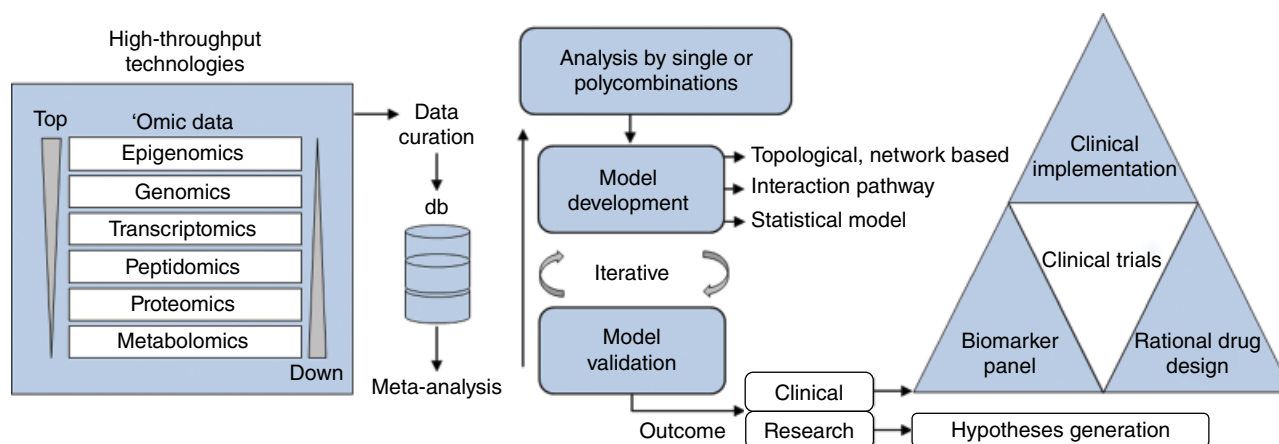 High-throughput
technologies
Top
‘Omic data
Epigenomics
Genomics
Transcriptomics
Peptidomics
Proteomics
Metabolomics
Down
Data
curation
db
Meta-analysis
Analysis by single or
polycombinations
Model
development
Topological, network based
Interaction pathway
Statistical model
Iterative
Model
validation
Outcome
Clinical
Research
Hypotheses generation
Clinical
implementation
Clinical trials
Biomarker
panel
Rational drug
design